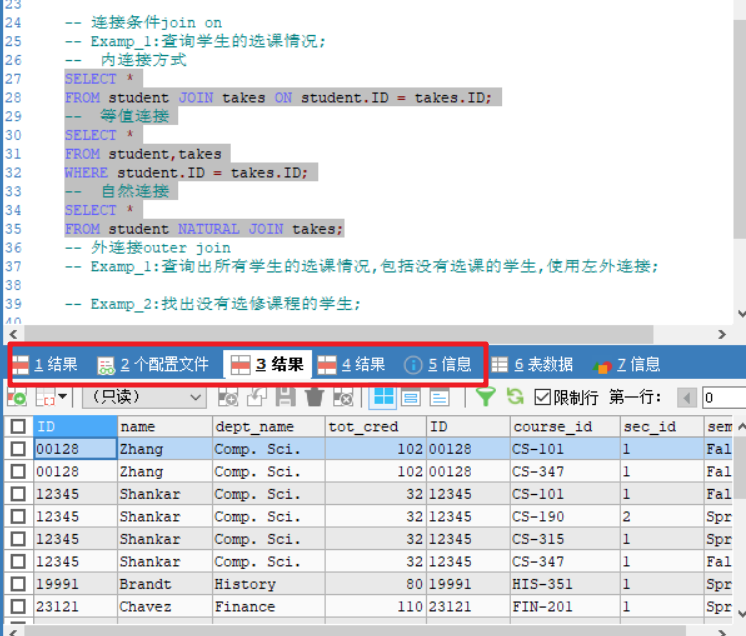 23
24 -- 连接条件join on
25 -- Examp_1:查询学生的选课情况;
26 -- 内连接方式
27 SELECT *
28 FROM student JOIN takes ON student.ID = takes.ID;
29 -- 等值连接
30 SELECT *
31 FROM student,takes
32 WHERE student.ID = takes.ID;
33 -- 自然连接
34 SELECT *
35 FROM student NATURAL JOIN takes;
36 -- 外连接outer join
37 -- Examp_1:查询出所有学生的选课情况,包括没有选课的学生,使用左外连接;
38
39 -- Examp_2:找出没有选修课程的学生;
40
1 结果 2 个配置文件 3 结果 4 结果 5 信息 6 表数据 7 信息
（只读） 限制行 第一行: 0
ID name dept_name tot_cred ID course_id sec_id sem
00128 Zhang Comp. Sci. 102 00128 CS-101 1 Fal
00128 Zhang Comp. Sci. 102 00128 CS-347 1 Fal
12345 Shankar Comp. Sci. 32 12345 CS-101 1 Fal
12345 Shankar Comp. Sci. 32 12345 CS-190 2 Spr
12345 Shankar Comp. Sci. 32 12345 CS-315 1 Spr
12345 Shankar Comp. Sci. 32 12345 CS-347 1 Fal
19991 Brandt History 80 19991 HIS-351 1 Spr
23121 Chavez Finance 110 23121 FIN-201 1 Spr